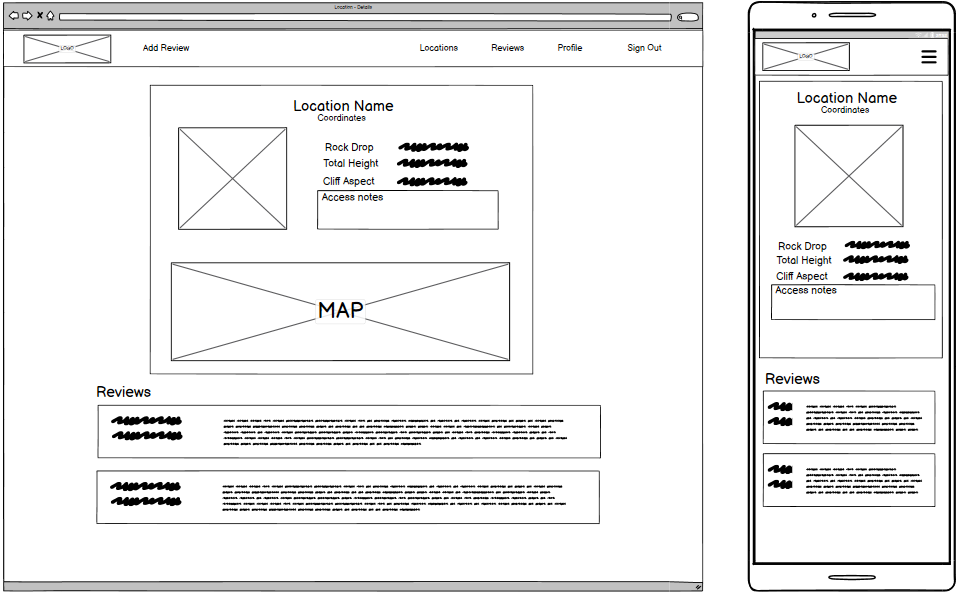 Location - Details
LOGO
Add Review
Locations
Reviews
Profile
Sign Out
Location Name
Coordinates
Rock Drop
Total Height
Cliff Aspect
Access notes
MAP
Reviews
LOGO
Location Name
Coordinates
Rock Drop
Total Height
Cliff Aspect
Access notes
Reviews